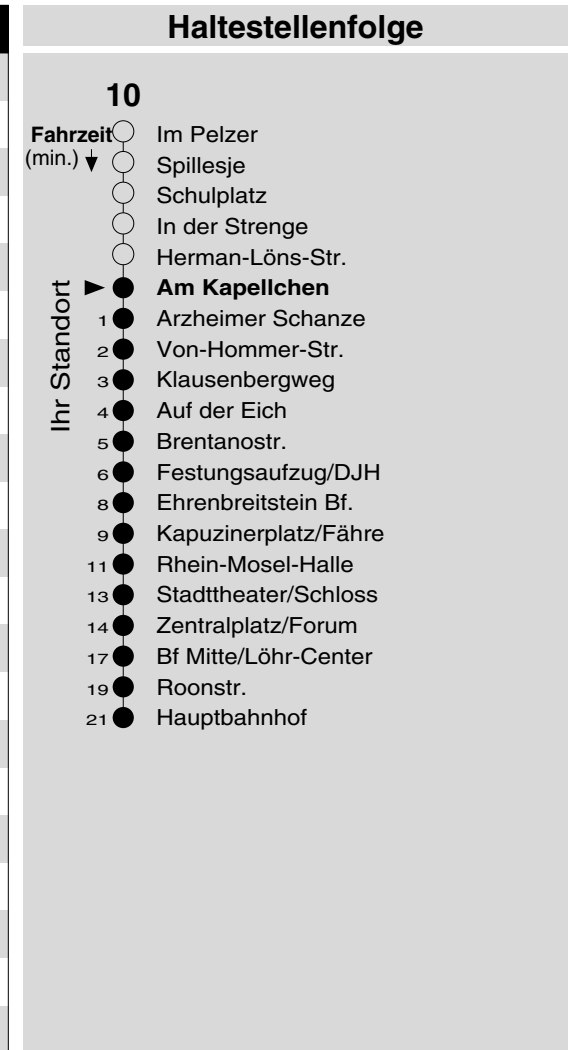 Haltestellenfolge
10
Fahrzeit
(min.)
Ihr Standort
Im Pelzer
Spillesje
Schulplatz
In der Strenge
Herman-Löns-Str.
Am Kapellchen
1 Arzheimer Schanze
2 Von-Hommer-Str.
3 Klausenbergweg
4 Auf der Eich
5 Brentanostr.
6 Festungsaufzug/DJH
8 Ehrenbreitstein Bf.
9 Kapuzinerplatz/Fähre
11 Rhein-Mosel-Halle
13 Stadttheater/Schloss
14 Zentralplatz/Forum
17 Bf Mitte/Löhr-Center
19 Roonstr.
21 Hauptbahnhof